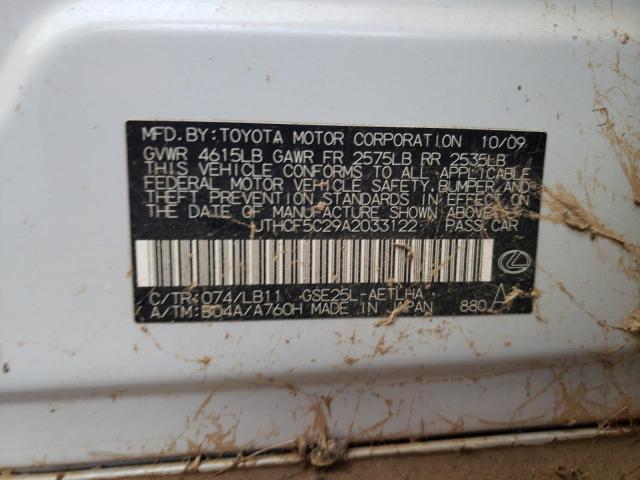 MFD. BY: TOYOTA MOTOR CORPORATION 10/09
GVWR 4615LB GAWR FR 2575LB RR 2535LB
THIS VEHICLE CONFORMS TO ALL APPLICABLE
FEDERAL MOTOR VEHICLE SAFETY, BUMPER, AND
THEFT PREVENTION STANDARDS IN EFFECT ON
THE DATE OF MANUFACTURE SHOWN ABOVE.
JTHCF5C29A2033122 PASS CAR
C/TR: 074/LB11 GSE25L-AETLHA
A/TM: B04A/A760H MADE IN JAPAN 880 A